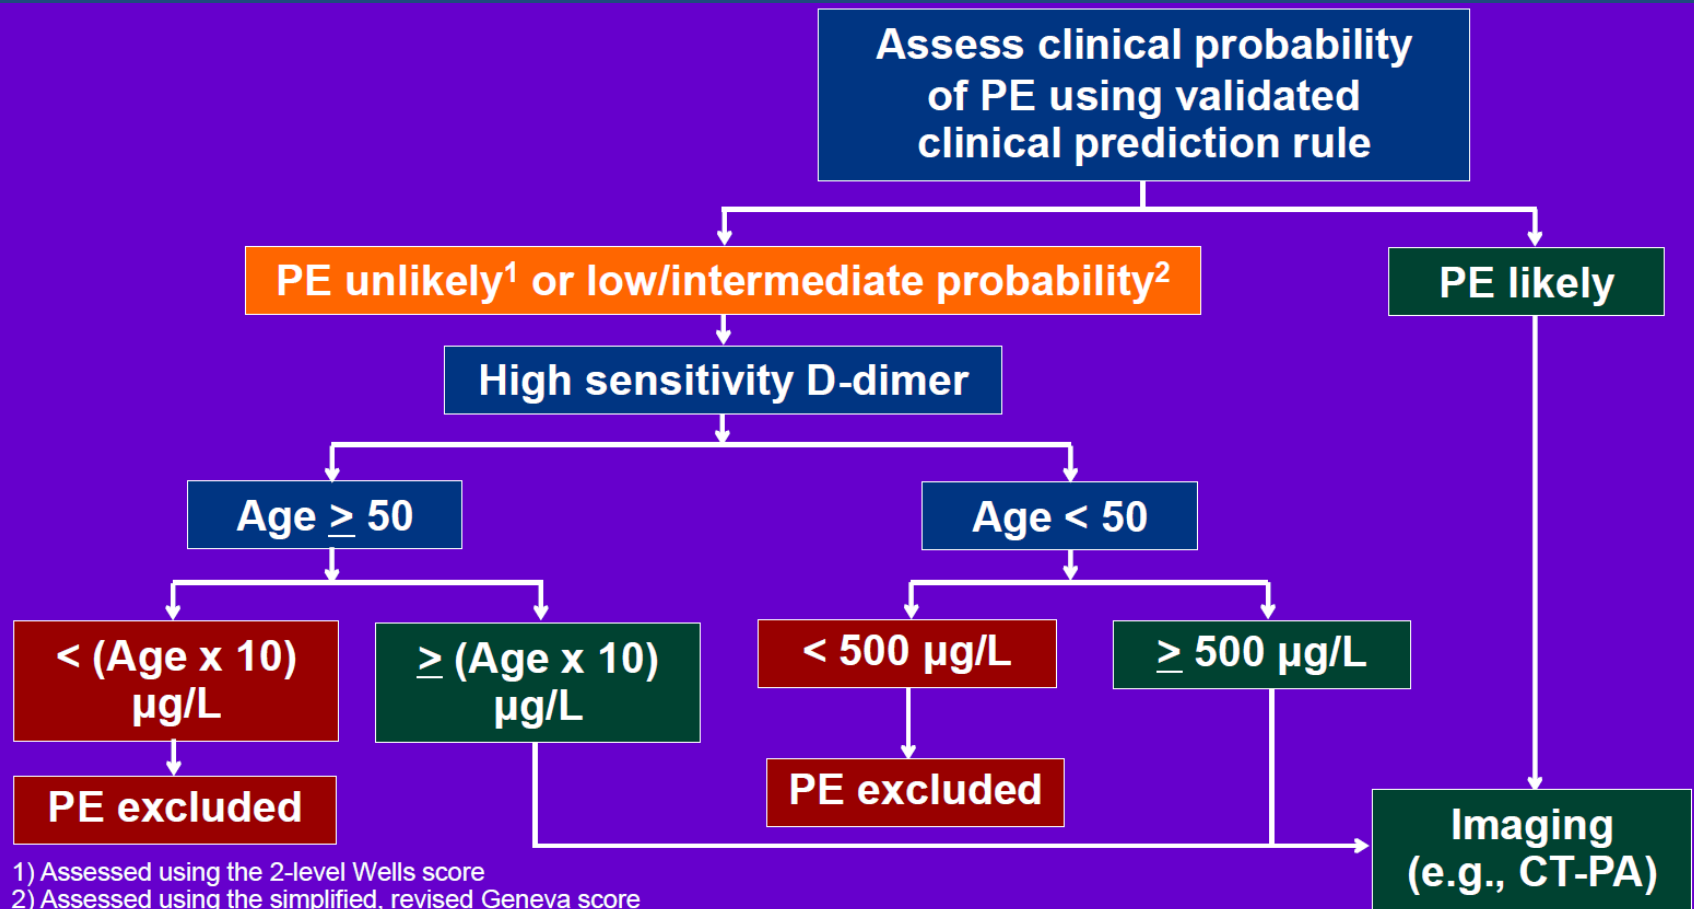 Assess clinical probability
of PE using validated
clinical prediction rule
PE unlikely¹ or low/intermediate probability²
PE likely
High sensitivity D-dimer
Age ≥ 50
Age < 50
< (Age x 10)
µg/L
≥ (Age x 10)
µg/L
< 500 µg/L
≥ 500 µg/L
PE excluded
PE excluded
Imaging
(e.g., CT-PA)
1) Assessed using the 2-level Wells score
2) Assessed using the simplified, revised Geneva score